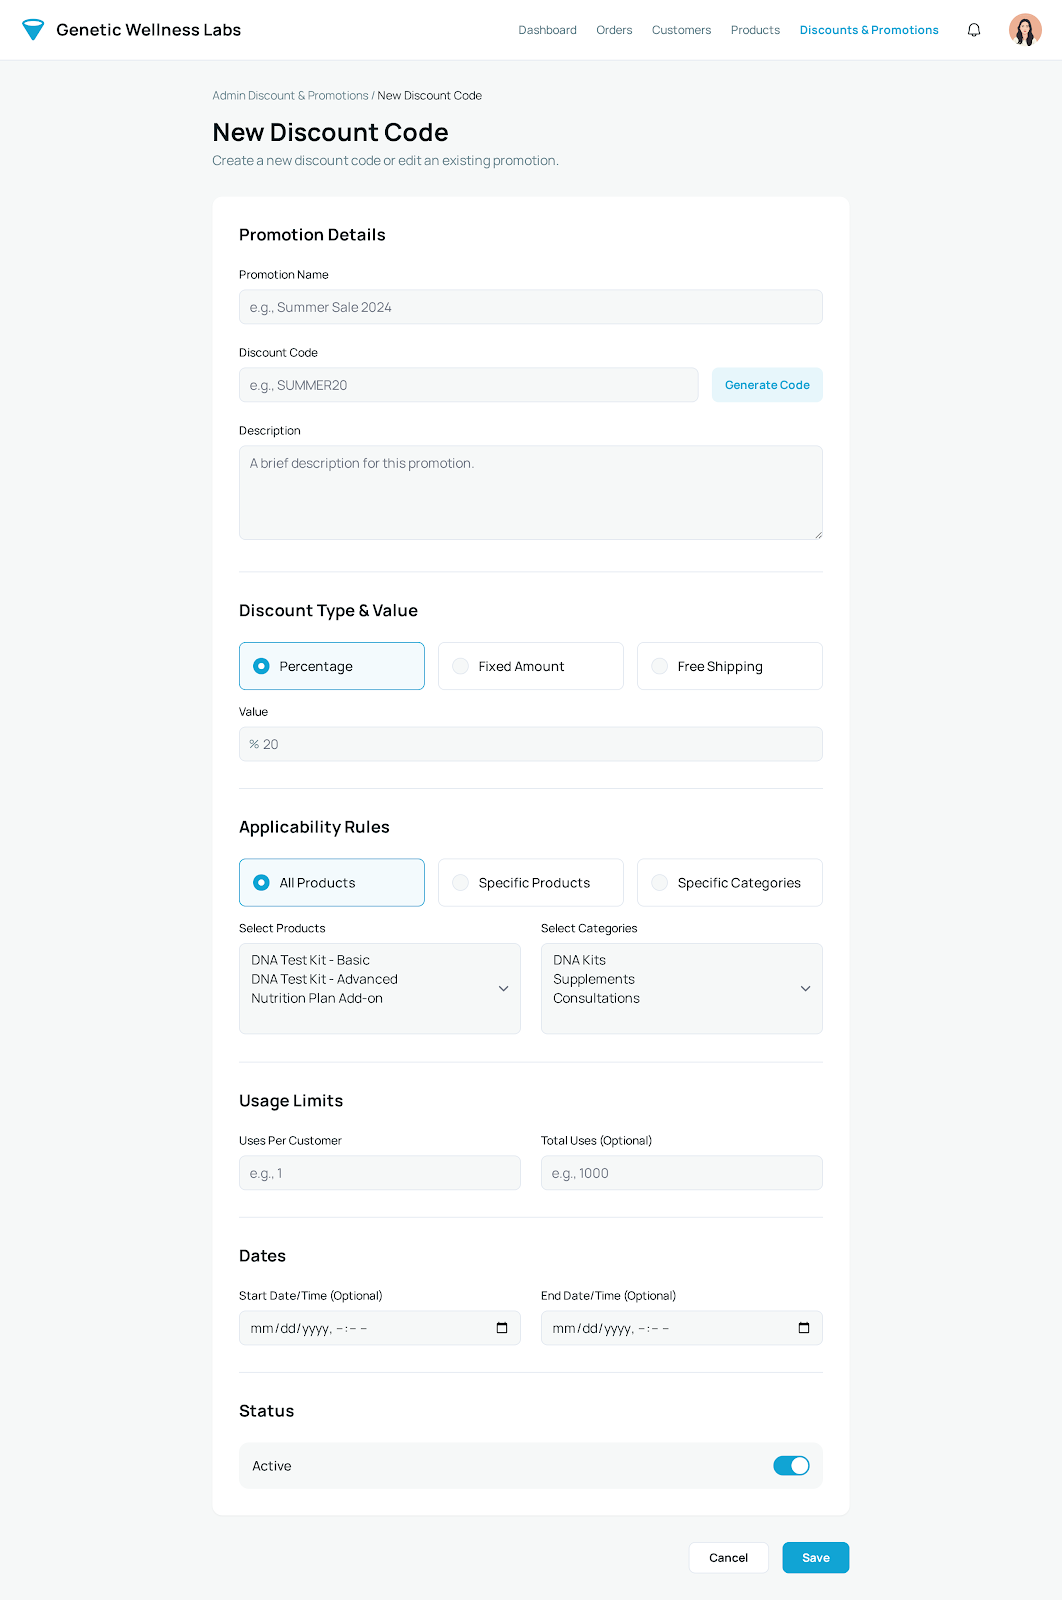 Genetic Wellness Labs
Dashboard Orders Customers Products Discounts & Promotions
Admin Discount & Promotions / New Discount Code
New Discount Code
Create a new discount code or edit an existing promotion.
Promotion Details
Promotion Name
e.g., Summer Sale 2024
Discount Code
e.g., SUMMER20
Generate Code
Description
A brief description for this promotion.
Discount Type & Value
Percentage
Fixed Amount
Free Shipping
Value
% 20
Applicability Rules
All Products
Specific Products
Specific Categories
Select Products
DNA Test Kit - Basic
DNA Test Kit - Advanced
Nutrition Plan Add-on
Select Categories
DNA Kits
Supplements
Consultations
Usage Limits
Uses Per Customer
e.g., 1
Total Uses (Optional)
e.g., 1000
Dates
Start Date/Time (Optional)
mm/dd/yyyy, -:- -
End Date/Time (Optional)
mm/dd/yyyy, -:- -
Status
Active
Cancel
Save